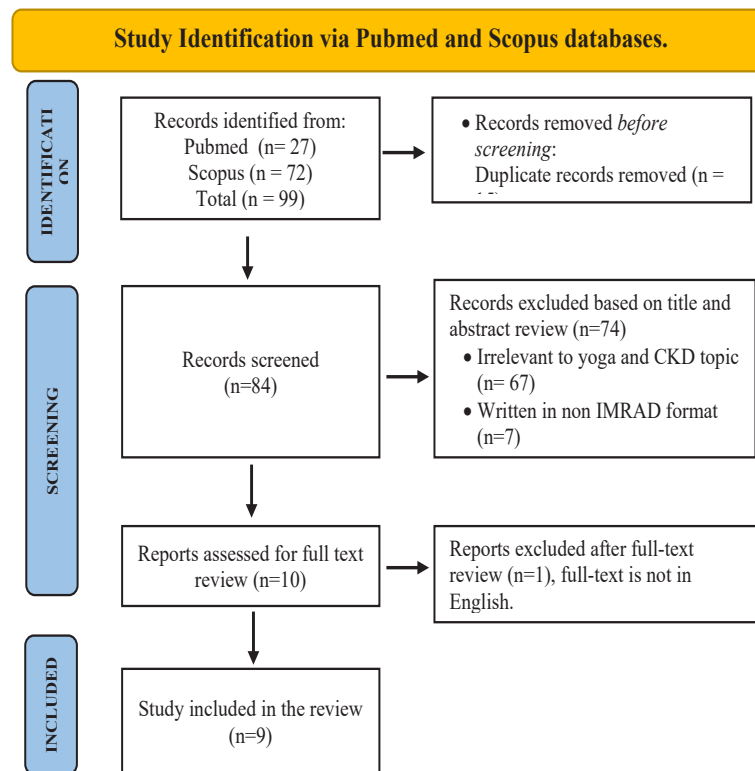 Study Identification via Pubmed and Scopus databases.
IDENTIFICATI
ON
Records identified from:
Pubmed (n= 27)
Scopus (n = 72)
Total (n = 99)
• Records removed before
screening:
Duplicate records removed (n =
SCREENING
Records screened
(n=84)
Records excluded based on title and
abstract review (n=74)
• Irrelevant to yoga and CKD topic
(n= 67)
• Written in non IMRAD format
(n=7)
Reports assessed for full text
review (n=10)
Reports excluded after full-text
review (n=1), full-text is not in
English.
INCLUDED
Study included in the review
(n=9)